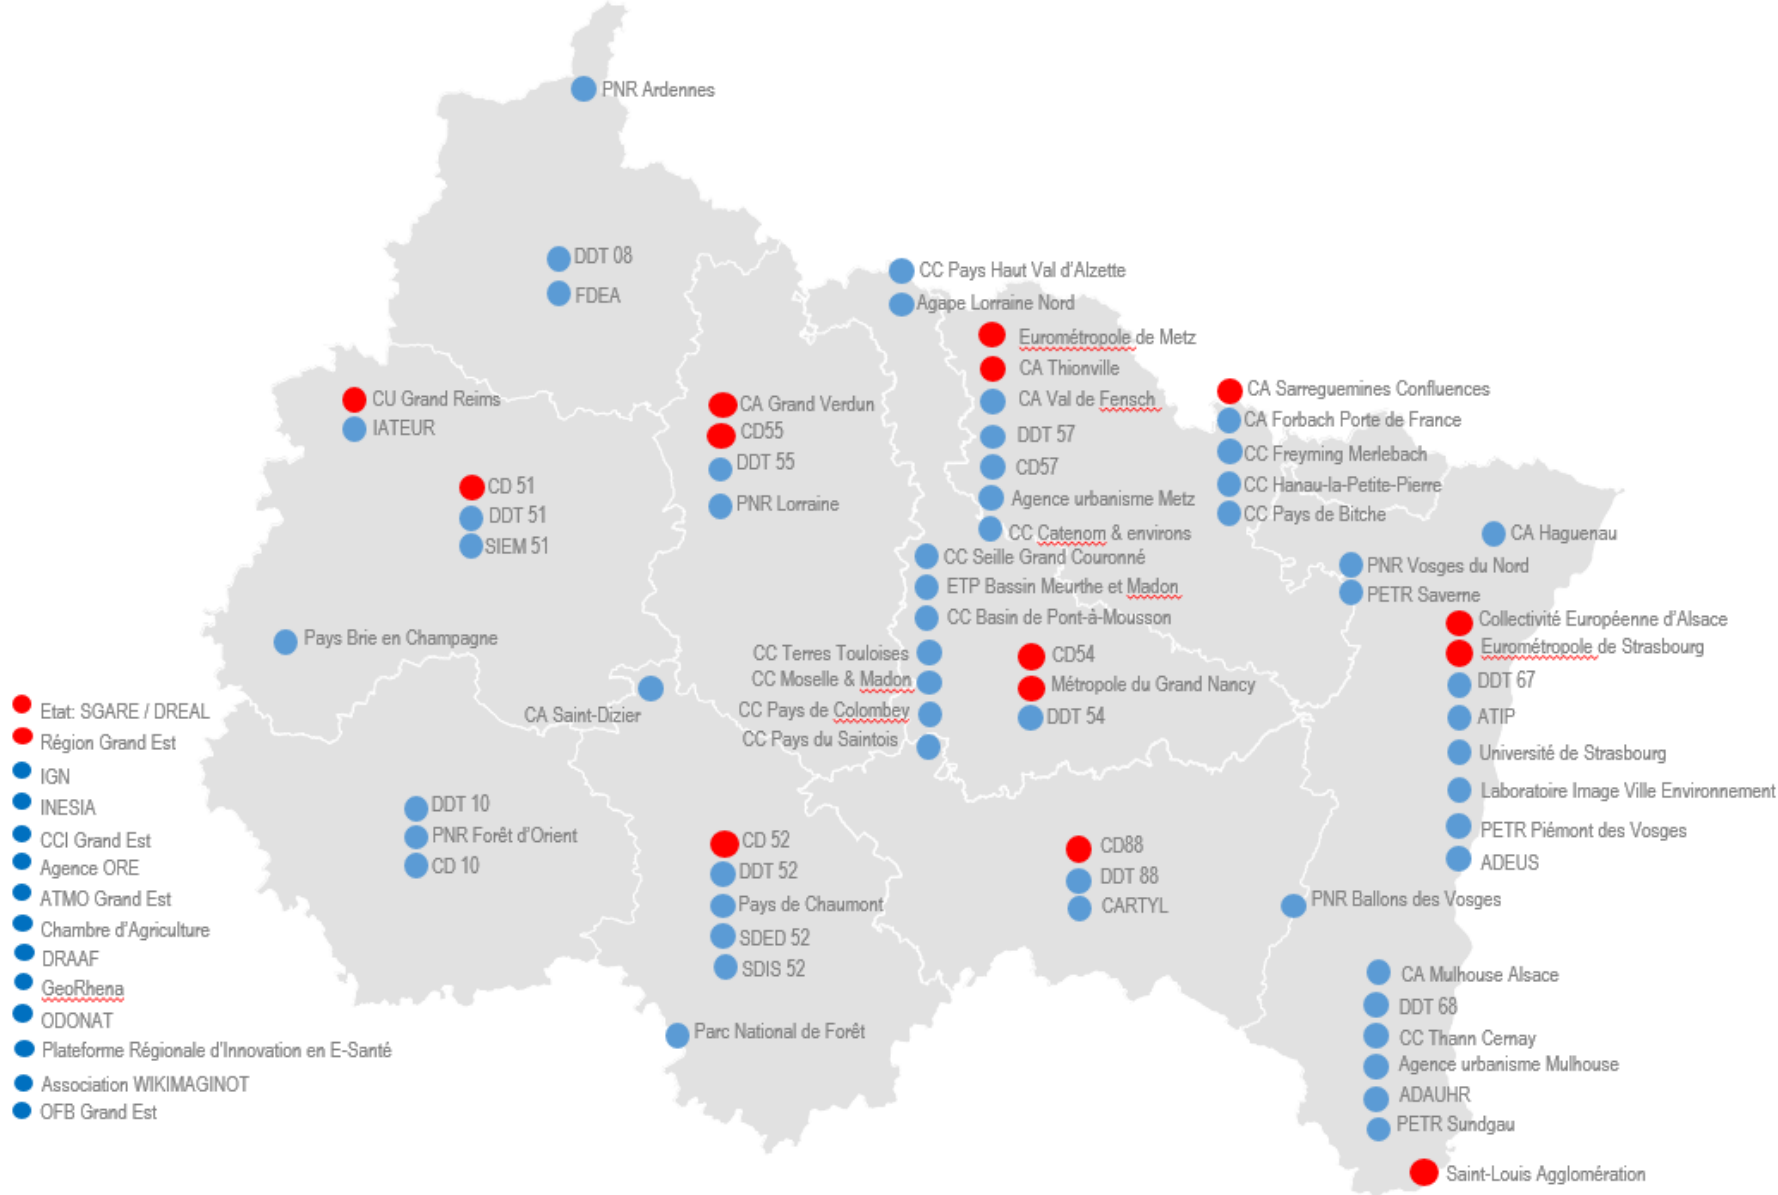 PNR Ardennes
DDT 08
FDEA
CC Pays Haut Val d'Alzette
Agape Lorraine Nord
Eurométropole de Metz
CA Thionville
CA Val de Fensch
DDT 57
CD57
Agence urbanisme Metz
CC Catenom & environs
CA Sarreguemines Confluences
CA Forbach Porte de France
CC Freyming Merlebach
CC Hanau-la-Petite-Pierre
CC Pays de Bitche
CU Grand Reims
IATEUR
CD 51
DDT 51
SIEM 51
CA Grand Verdun
CD55
DDT 55
PNR Lorraine
CA Haguenau
PNR Vosges du Nord
PETR Saverne
CC Seille Grand Couronné
ETP Bassin Meurthe et Madon
CC Basin de Pont-à-Mousson
CC Terres Touloises
CC Moselle & Madon
CC Pays de Colombey
CC Pays du Saintois
CD54
Métropole du Grand Nancy
DDT 54
Collectivité Européenne d'Alsace
Eurométropole de Strasbourg
DDT 67
ATIP
Université de Strasbourg
Laboratoire Image Ville Environnement
PETR Piémont des Vosges
ADEUS
Pays Brie en Champagne
CA Saint-Dizier
DDT 10
PNR Forêt d'Orient
CD 10
CD 52
DDT 52
Pays de Chaumont
SDED 52
SDIS 52
Parc National de Forêt
CD88
DDT 88
CARTYL
PNR Ballons des Vosges
CA Mulhouse Alsace
DDT 68
CC Thann Cernay
Agence urbanisme Mulhouse
ADAUHR
PETR Sundgau
Saint-Louis Agglomération
Etat: SGARE / DREAL
Région Grand Est
IGN
INESIA
CCI Grand Est
Agence ORE
ATMO Grand Est
Chambre d'Agriculture
DRAAF
GeoRhena
ODONAT
Plateforme Régionale d'Innovation en E-Santé
Association WIKIMAGINOT
OFB Grand Est